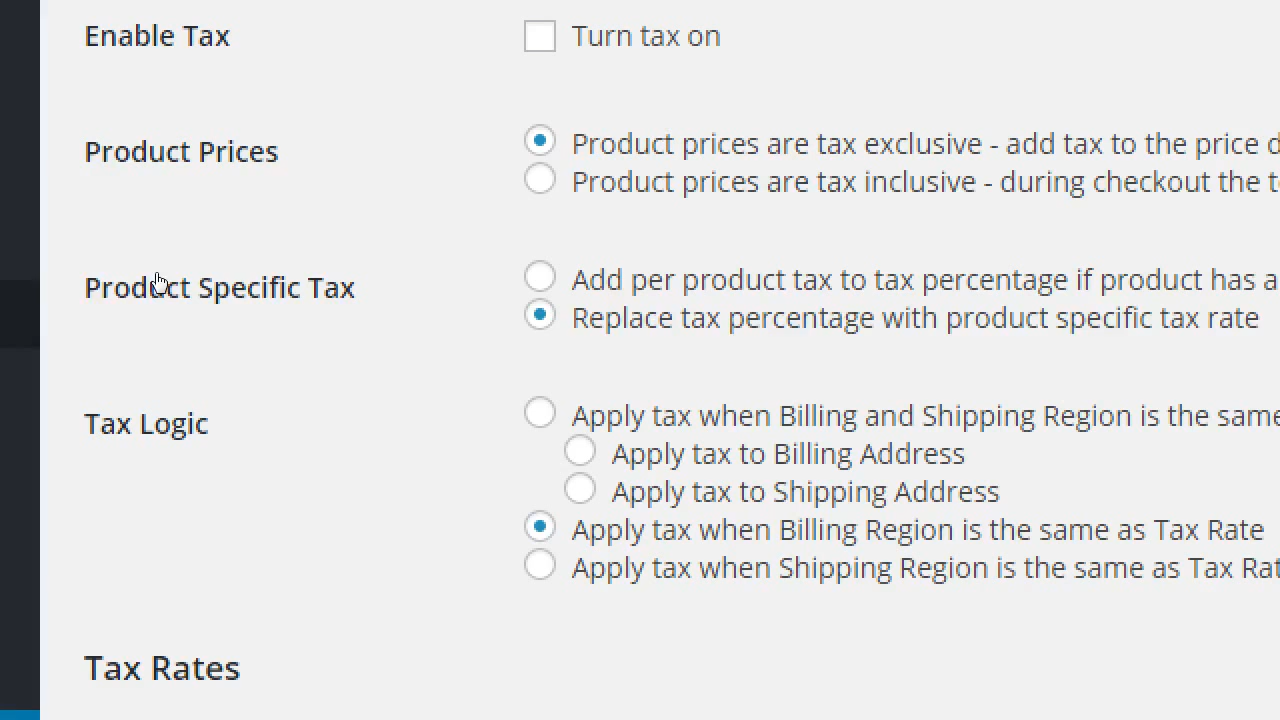 Enable Tax
Turn tax on
Product Prices
Product prices are tax exclusive - add tax to the price
Product prices are tax inclusive - during checkout the
Product Specific Tax
Add per product tax to tax percentage if product has a
Replace tax percentage with product specific tax rate
Tax Logic
Apply tax when Billing and Shipping Region is the same
Apply tax to Billing Address
Apply tax to Shipping Address
Apply tax when Billing Region is the same as Tax Rate
Apply tax when Shipping Region is the same as Tax
Tax Rates